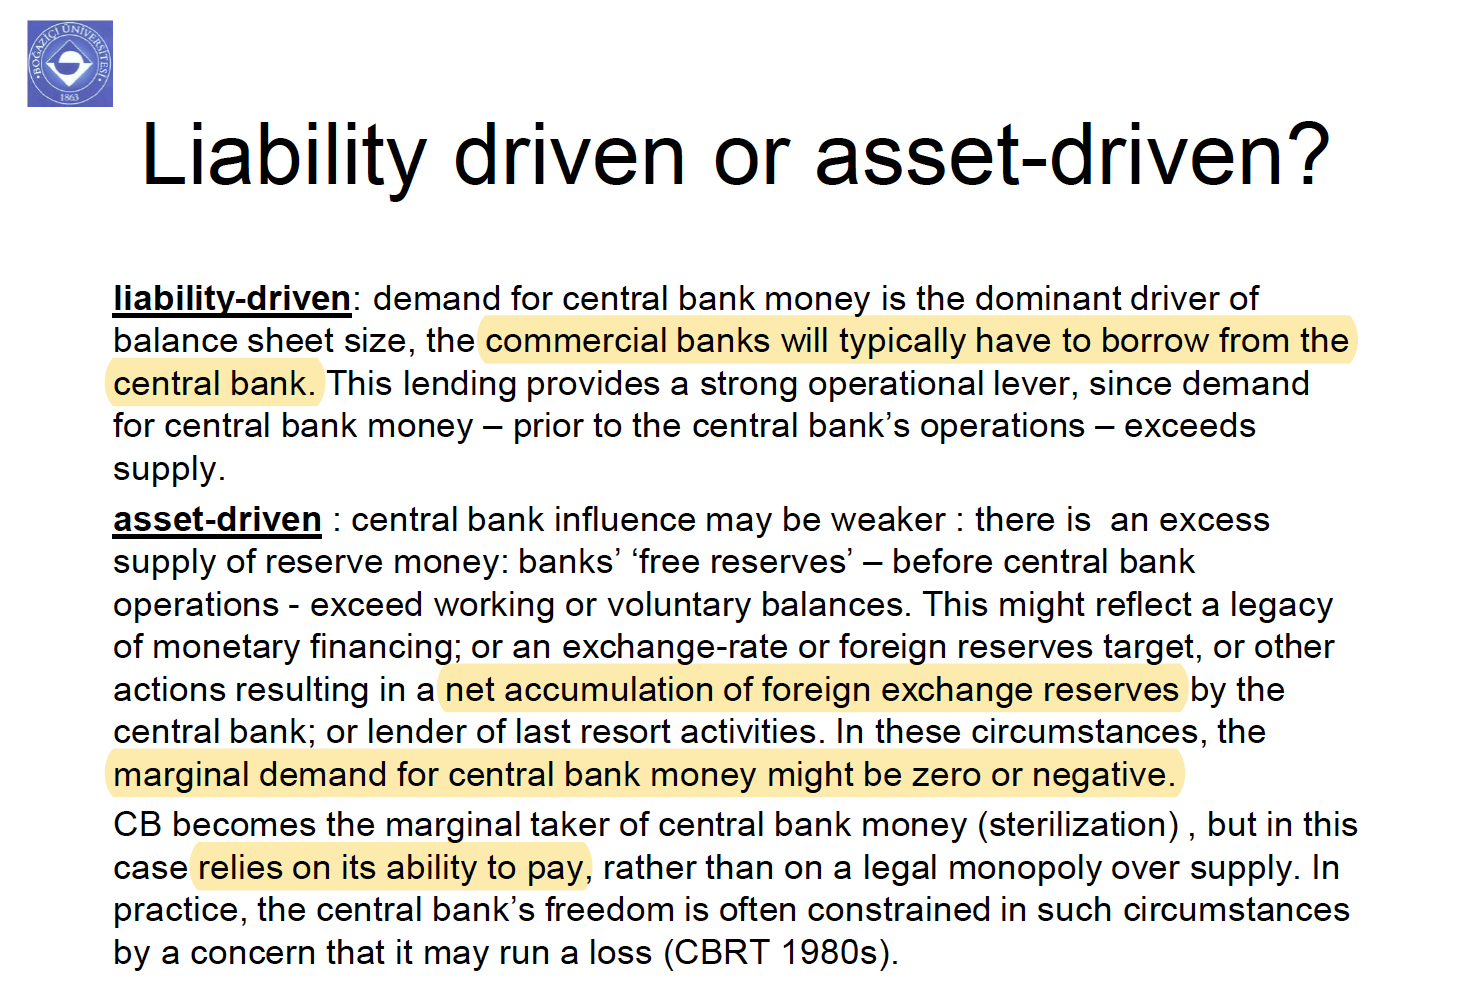 BOĞAZİÇİ ÜNİVERSİTESİ
1863
Liability driven or asset-driven?
liability-driven: demand for central bank money is the dominant driver of
balance sheet size, the commercial banks will typically have to borrow from the
central bank. This lending provides a strong operational lever, since demand
for central bank money – prior to the central bank’s operations – exceeds
supply.
asset-driven : central bank influence may be weaker : there is  an excess
supply of reserve money: banks’ ‘free reserves’ – before central bank
operations - exceed working or voluntary balances. This might reflect a legacy
of monetary financing; or an exchange-rate or foreign reserves target, or other
actions resulting in a net accumulation of foreign exchange reserves by the
central bank; or lender of last resort activities. In these circumstances, the
marginal demand for central bank money might be zero or negative.
CB becomes the marginal taker of central bank money (sterilization) , but in this
case relies on its ability to pay, rather than on a legal monopoly over supply. In
practice, the central bank’s freedom is often constrained in such circumstances
by a concern that it may run a loss (CBRT 1980s).